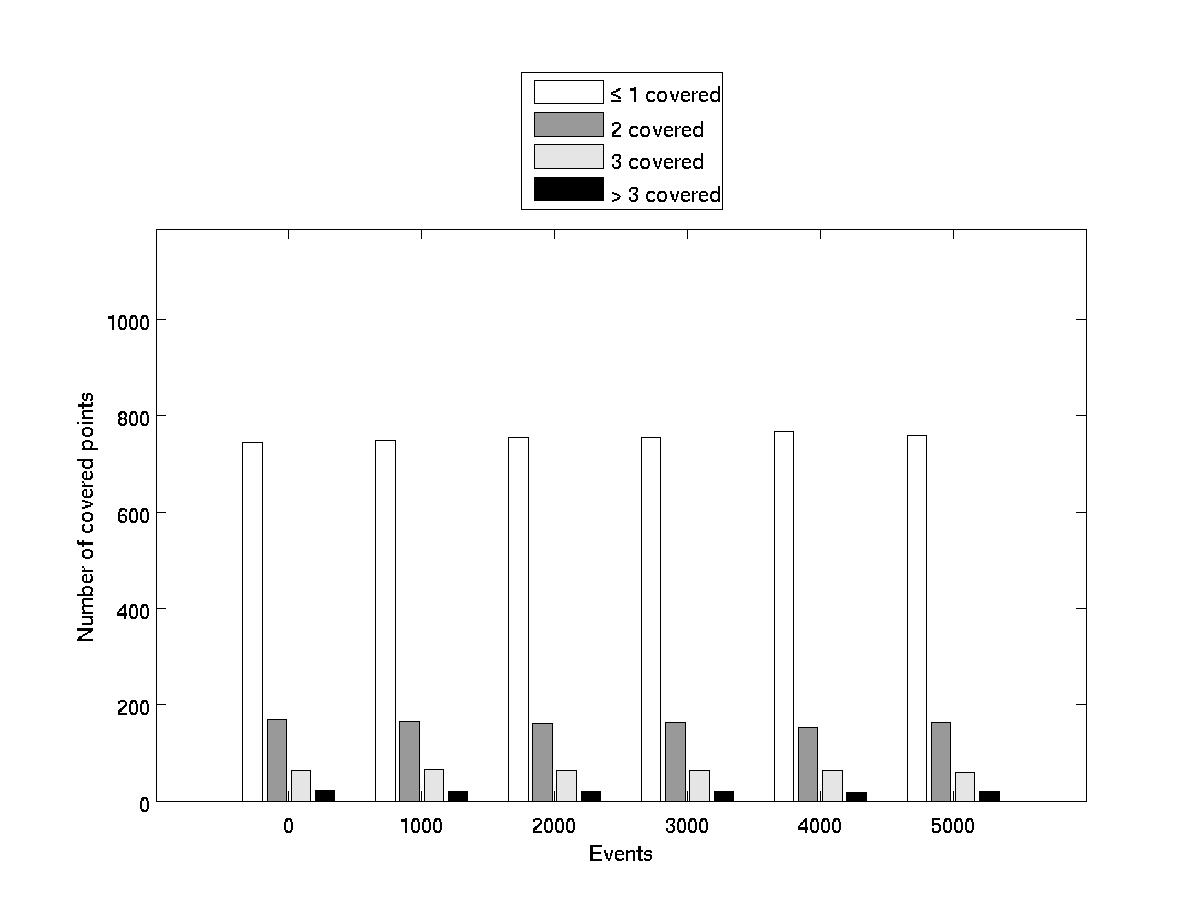 ≤ 1 covered
2 covered
3 covered
> 3 covered
1000
800
600
400
200
0
Number of covered points
0 1000 2000 3000 4000 5000
Events